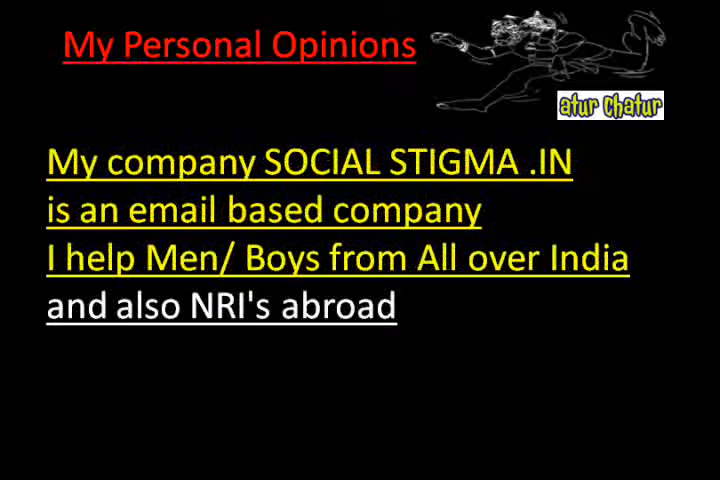 My Personal Opinions
atur chatur
My company SOCIAL STIGMA .IN
is an email based company
I help Men/ Boys from All over India
and also NRI's abroad